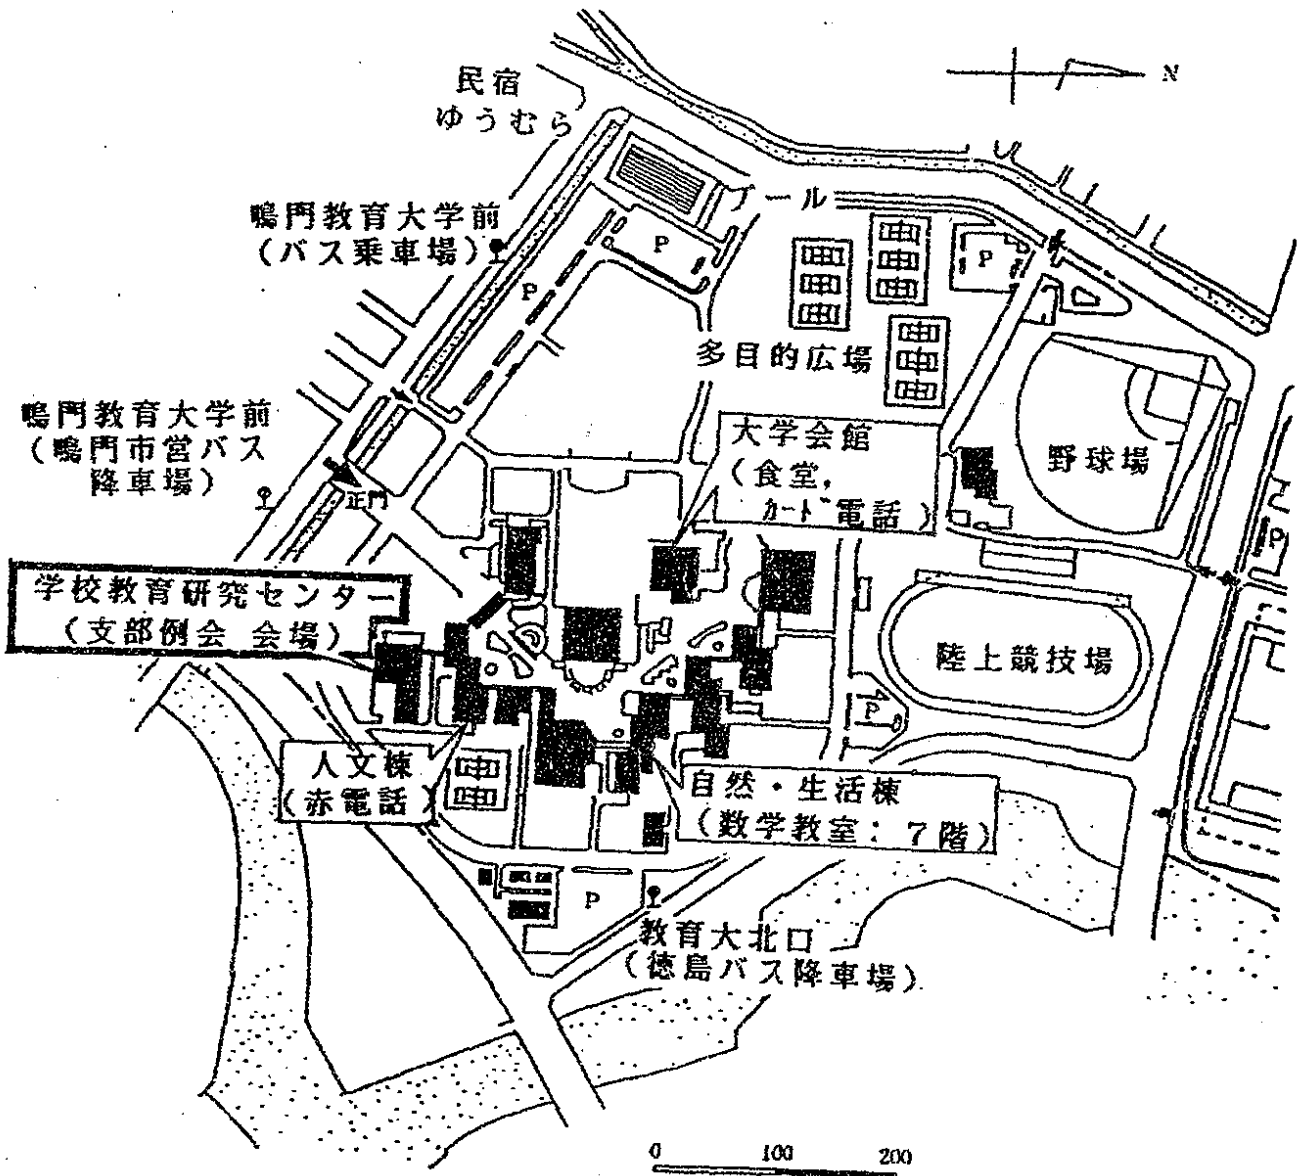 N
民宿
ゆうむら
プール
鳴門教育大学前
(バス乗車場)
P
P
P
多目的広場
鳴門教育大学前
(鳴門市営バス
降車場)
正門
大学会館
(食堂,
カード電話)
野球場
P
学校教育研究センター
(支部例会 会場)
陸上競技場
P
人文棟
(赤電話)
自然・生活棟
(数学教室:7階)
P
教育大北口
(徳島バス降車場)
0 100 200